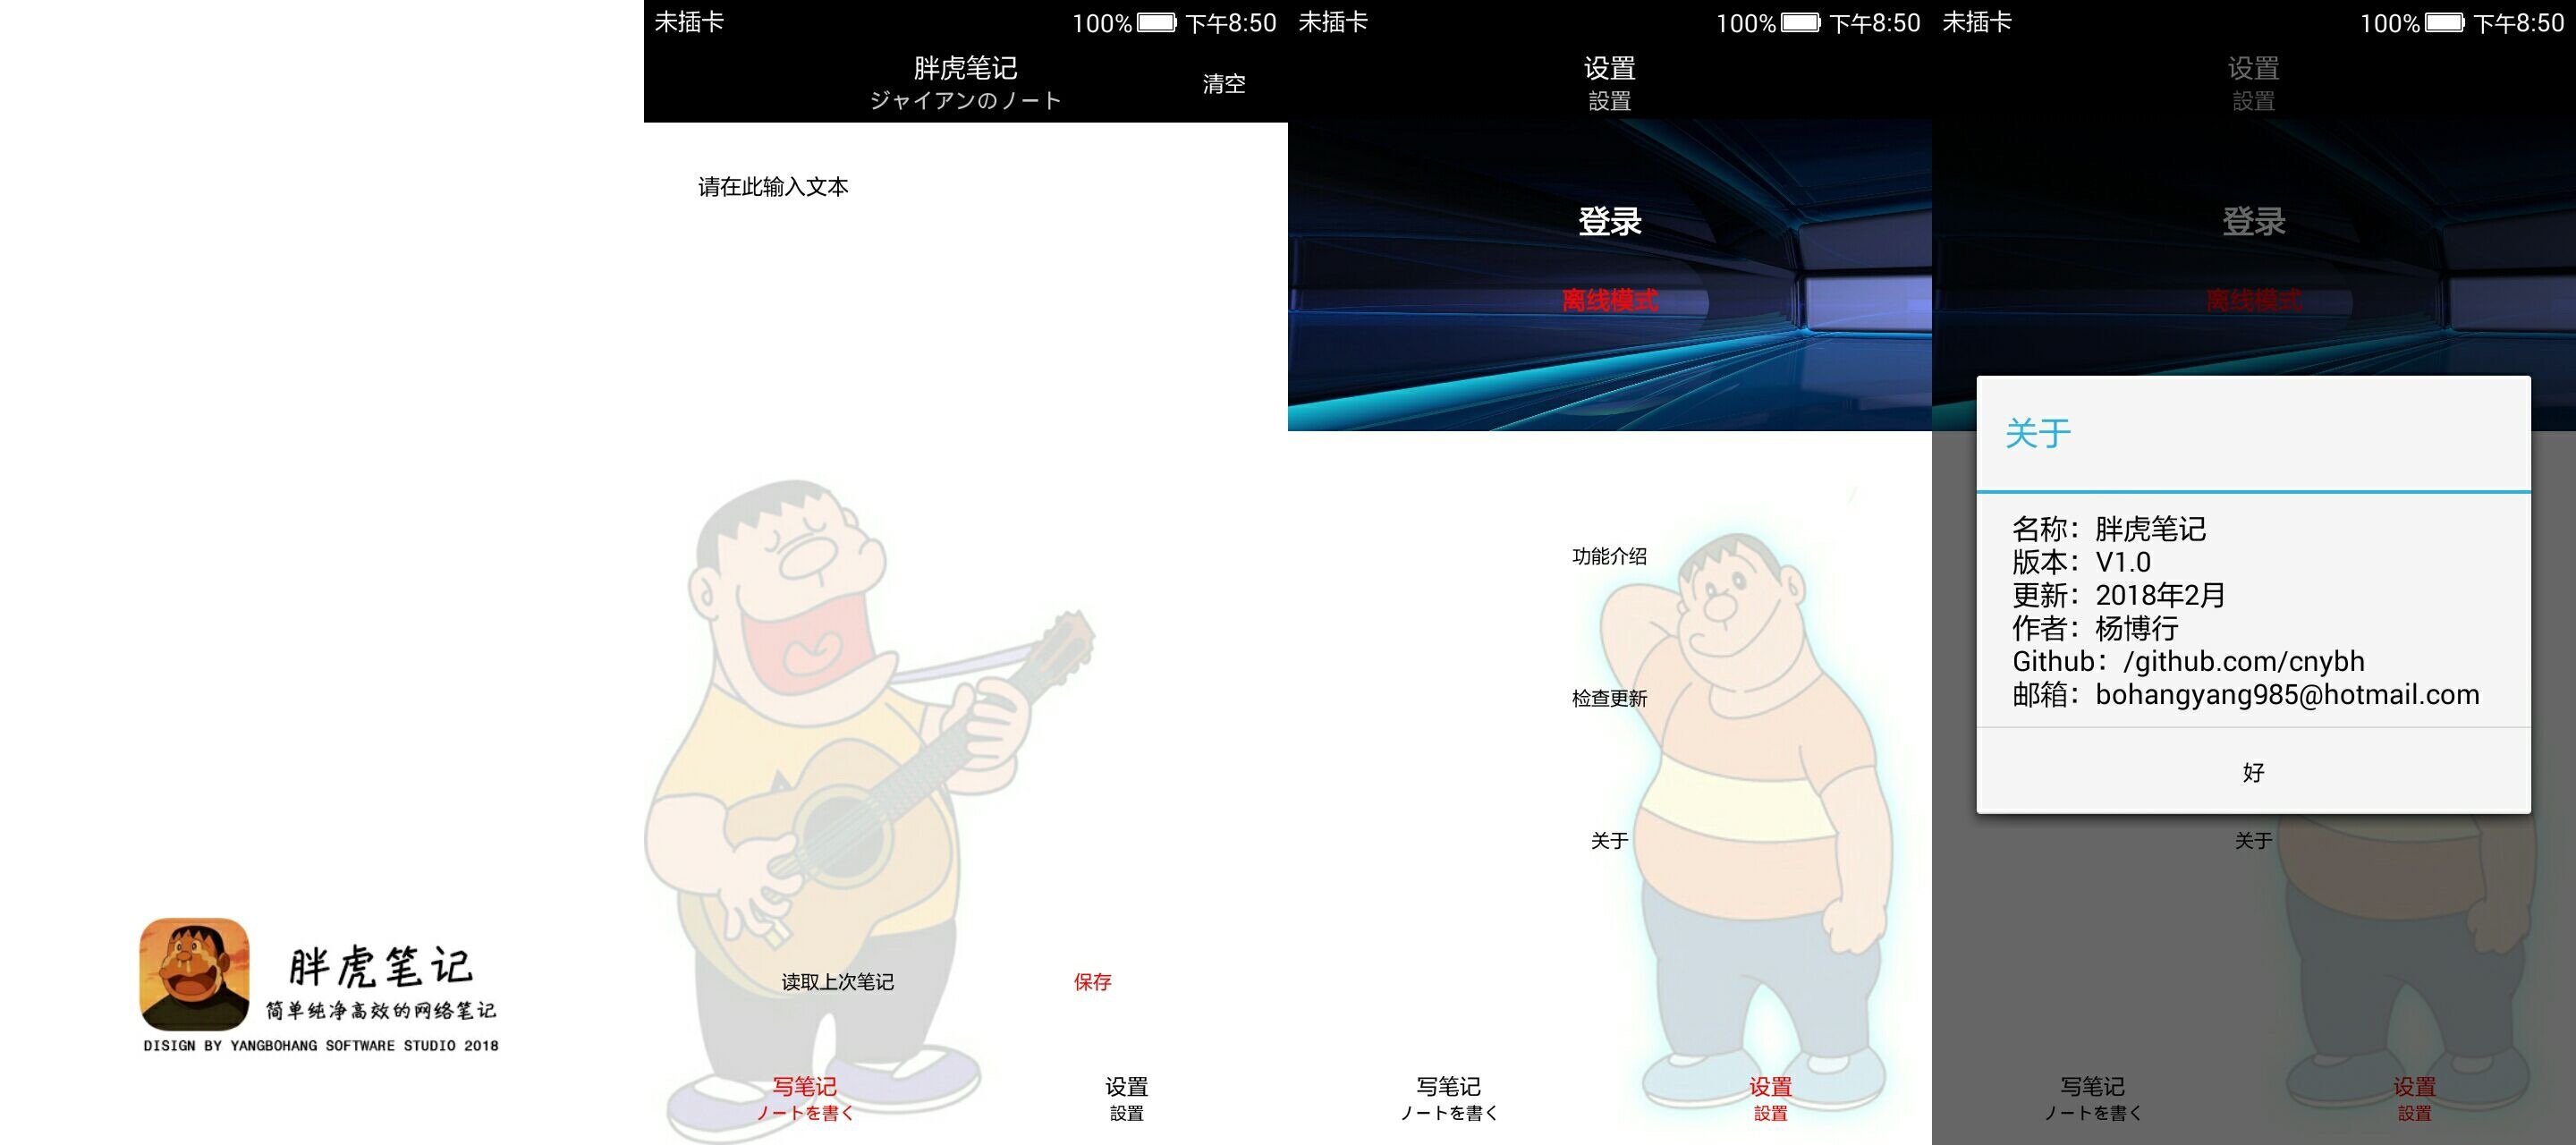 胖虎笔记
简单纯净高效的网络笔记
DISIGN BY YANGBOHANG SOFTWARE STUDIO 2018
未插卡 100% 下午8:50
胖虎笔记
ジャイアンのノート
清空
请在此输入文本
读取上次笔记 保存
写笔记 设置
ノートを書く 設置
未插卡 100% 下午8:50
设置
設置
登录
离线模式
功能介绍
检查更新
关于
写笔记 设置
ノートを書く 設置
未插卡 100% 下午8:50
设置
設置
登录
离线模式
关于
名称：胖虎笔记
版本：V1.0
更新：2018年2月
作者：杨博行
Github：/github.com/cnybh
邮箱：bohangyang985@hotmail.com
好
关于
写笔记 设置
ノートを書く 設置